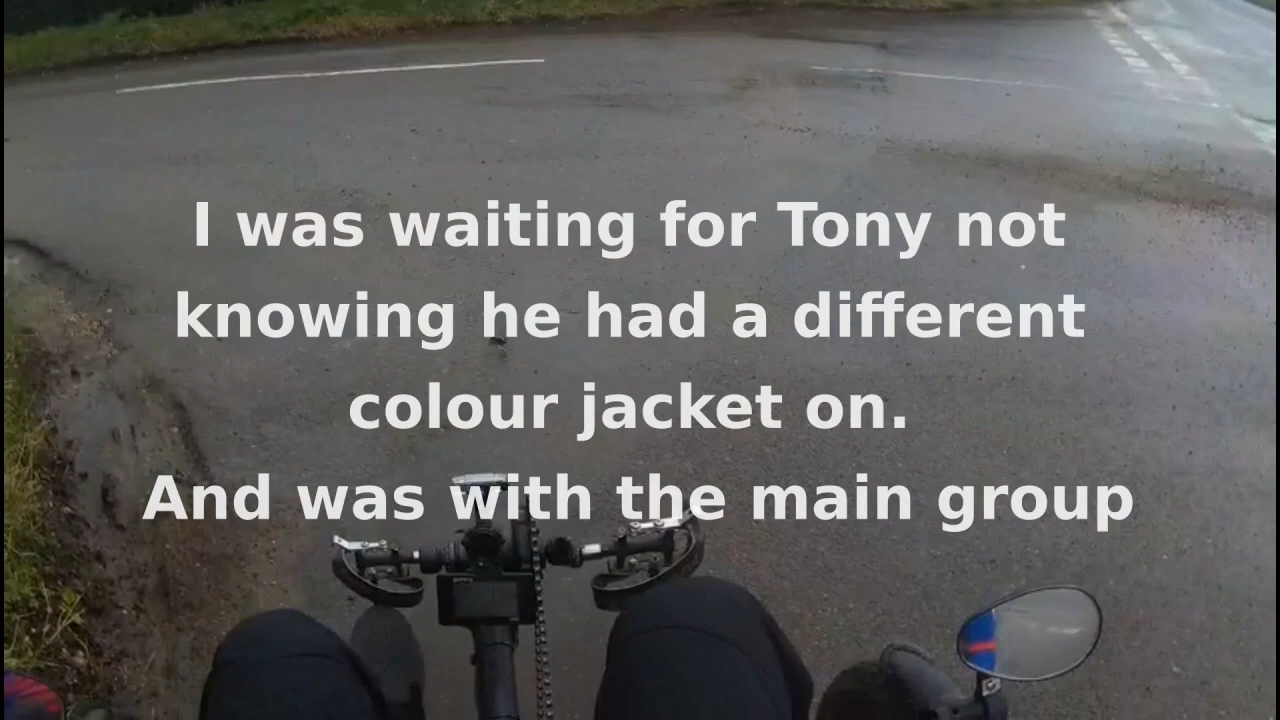 I was waiting for Tony not
knowing he had a different
colour jacket on.
And was with the main group